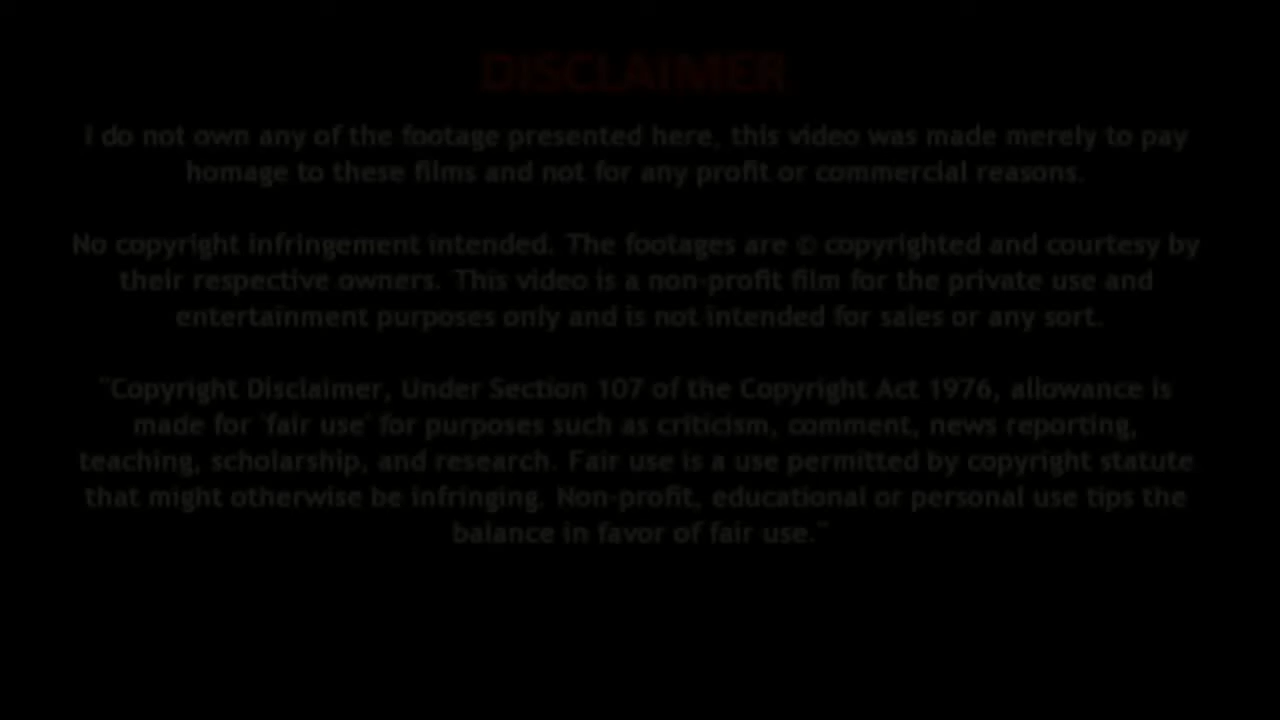 DISCLAIMER
I do not own any of the footage presented here, this video was made merely to pay
homage to these films and not for any profit or commercial reasons.
No copyright infringement intended. The footages are © copyrighted and courtesy by
their respective owners. This video is a non-profit film for the private use and
entertainment purposes only and is not intended for sales or any sort.
"Copyright Disclaimer, Under Section 107 of the Copyright Act 1976, allowance is
made for 'fair use' for purposes such as criticism, comment, news reporting,
teaching, scholarship, and research. Fair use is a use permitted by copyright statute
that might otherwise be infringing. Non-profit, educational or personal use tips the
balance in favor of fair use."